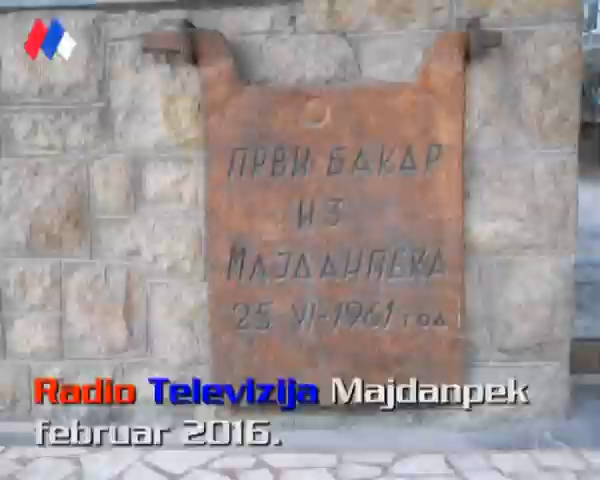 ПРВИ БАКАР
ИЗ
МАЈДАНПЕКА
25 VI-1961 год
Radio Televizija Majdanpek
februar 2016.